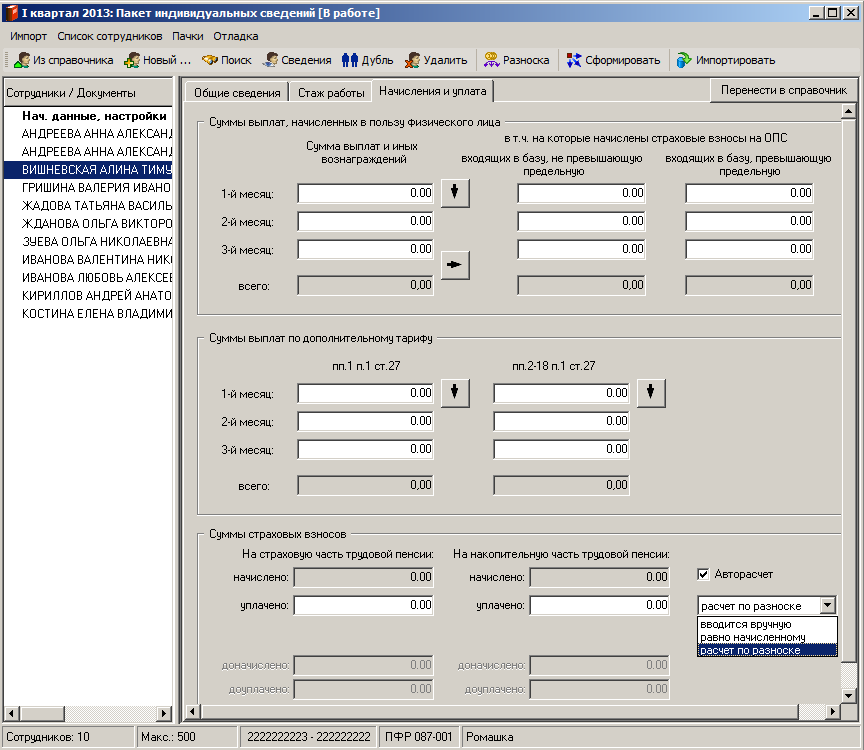 I квартал 2013: Пакет индивидуальных сведений [В работе]
Импорт Список сотрудников Пачки Отладка
Из справочника Новый ... Поиск Сведения Дубль Удалить Разноска Сформировать Импортировать
Сотрудники / Документы
Нач. данные, настройки
АНДРЕЕВА АННА АЛЕКСАН
АНДРЕЕВА АННА АЛЕКСАН
ВИШНЕВСКАЯ АЛИНА ТИМУ
ГРИШИНА ВАЛЕРИЯ ИВАНО
ЖАДОВА ТАТЬЯНА ВАСИЛЬ
ЖДАНОВА ОЛЬГА ВИКТОРО
ЗУЕВА ОЛЬГА НИКОЛАЕВНА
ИВАНОВА ВАЛЕНТИНА НИК
ИВАНОВА ЛЮБОВЬ АЛЕКСЕЕ
КИРИЛЛОВ АНДРЕЙ АНАТО
КОСТИНА ЕЛЕНА ВЛАДИМИ
Общие сведения Стаж работы Начисления и уплата Перенести в справочник
Суммы выплат, начисленных в пользу физического лица
Сумма выплат и иных
вознаграждений
в т.ч. на которые начислены страховые взносы на ОПС
входящих в базу, не превышающую
предельную
входящих в базу, превышающую
предельную
1-й месяц: 0.00 0.00 0.00
2-й месяц: 0.00 0.00 0.00
3-й месяц: 0.00 0.00 0.00
всего: 0,00 0,00 0,00
Суммы выплат по дополнительному тарифу
пп.1 п.1 ст.27 пп.2-18 п.1 ст.27
1-й месяц: 0.00 0.00
2-й месяц: 0.00 0.00
3-й месяц: 0.00 0.00
всего: 0,00 0,00
Суммы страховых взносов
На страховую часть трудовой пенсии: На накопительную часть трудовой пенсии:
начислено: 0.00 начислено: 0.00 Авторасчет
уплачено: 0.00 уплачено: 0.00 расчет по разноске
вводится вручную
равно начисленному
расчет по разноске
доначислено: 0.00 доначислено: 0.00
доуплачено: 0.00 доуплачено: 0.00
Сотрудников: 10 Макс.: 500 2222222223 - 222222222 ПФР 087-001 Ромашка